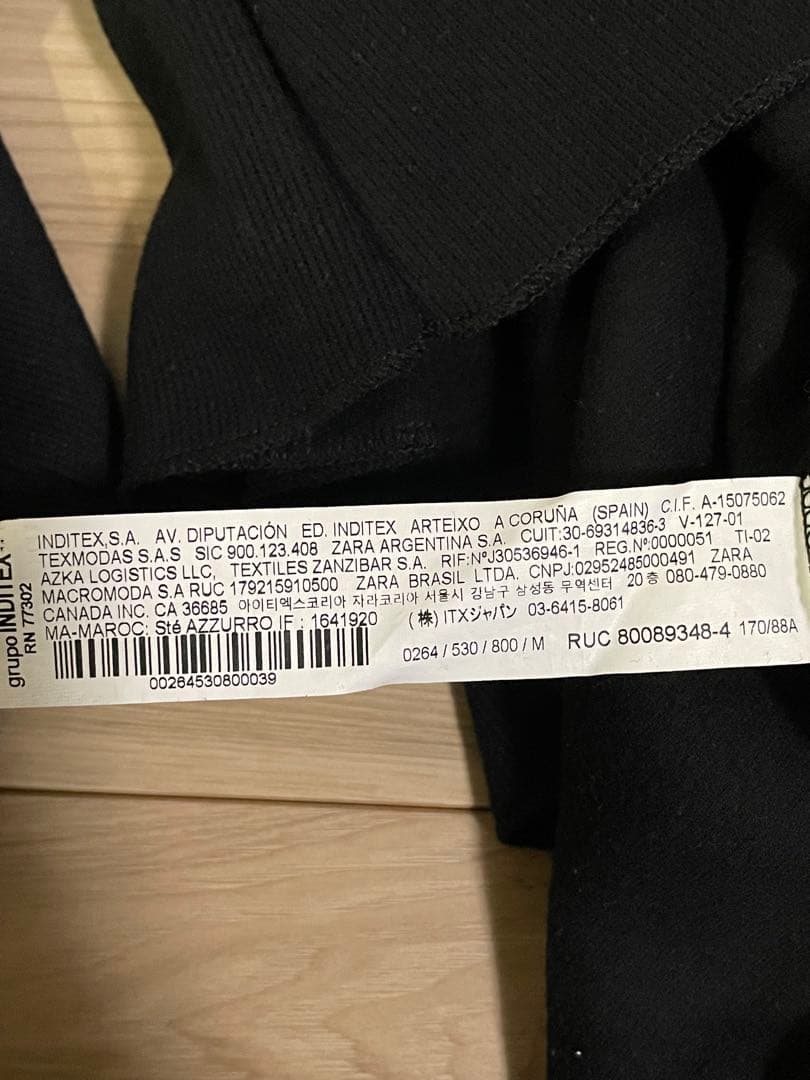 grupo INDITEX
RN 77302
INDITEX,S.A. AV. DIPUTACIÓN ED. INDITEX ARTEIXO A CORUÑA (SPAIN) C.I.F. A-15075062
TEXMODAS S.A.S SIC 900.123.408 ZARA ARGENTINA S.A. CUIT:30-69314836-3 V-127-01
AZKA LOGISTICS LLC, TEXTILES ZANZIBAR S.A. RIF:NºJ30536946-1 REG.Nº:0000051 TI-02
MACROMODA S.A RUC 179215910500 ZARA BRASIL LTDA. CNPJ:02952485000491 ZARA
CANADA INC. CA 36685 아이티엑스코리아 자라코리아 서울시 강남구 삼성동 무역센터 20층 080-479-0880
MA-MAROC: Sté AZZURRO IF : 1641920 (株) ITXジャパン 03-6415-8061
00264530800039
0264 / 530 / 800 / M RUC 80089348-4 170/88A